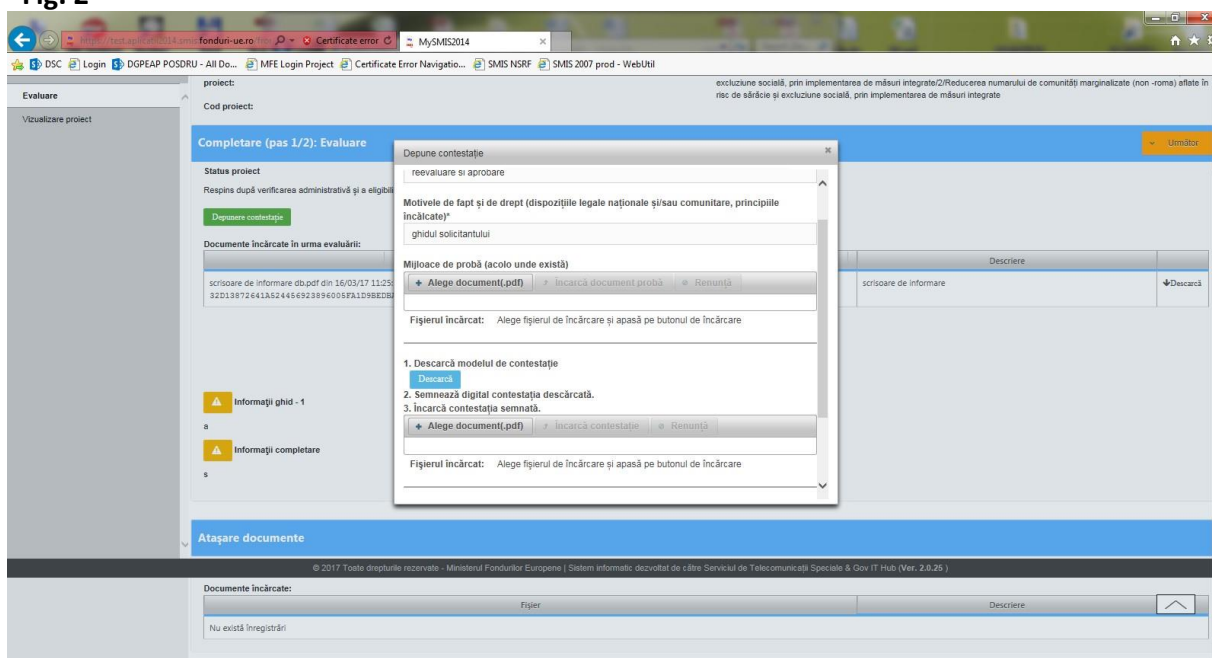 Fig. 2
https://test.aplicatii2014.smis.fonduri-ue.ro
Certificate error
MySMIS2014
DSC Login DGPEAP POSDRU - All Do... MFE Login Project Certificate Error Navigatio... SMIS NSRF SMIS 2007 prod - WebUtil
Evaluare
Vizualizare proiect
proiect:
excluziune socială, prin implementarea de măsuri integrate/2/Reducerea numarului de comunități marginalizate (non -roma) aflate în
risc de sărăcie și excluziune socială, prin implementarea de măsuri integrate
Cod proiect:
Completare (pas 1/2): Evaluare
Următor
Status proiect
Respins după verificarea administrativă și a eligibili
Depunere contestație
Documente încărcate în urma evaluării:
Descriere
scrisoare de informare db.pdf din 16/03/17 11:25:
scrisoare de informare
Descarcă
Depune contestație
reevaluare si aprobare
Motivele de fapt și de drept (dispozițiile legale naționale și/sau comunitare, principiile
încălcate)*
ghidul solicitantului
Mijloace de probă (acolo unde există)
Alege document(.pdf) Încarcă document probă Renunță
Fișierul încărcat: Alege fișierul de încărcare și apasă pe butonul de încărcare
1. Descarcă modelul de contestație
Descarcă
2. Semnează digital contestația descărcată.
3. Încarcă contestația semnată.
Alege document(.pdf) Încarcă contestație Renunță
Fișierul încărcat: Alege fișierul de încărcare și apasă pe butonul de încărcare
Informații ghid - 1
a
Informații completare
s
Atașare documente
© 2017 Toate drepturile rezervate - Ministerul Fondurilor Europene | Sistem informatic dezvoltat de către Serviciul de Telecomunicații Speciale & Gov IT Hub (Ver. 2.0.25 )
Documente încărcate:
Fișier Descriere
Nu există înregistrări